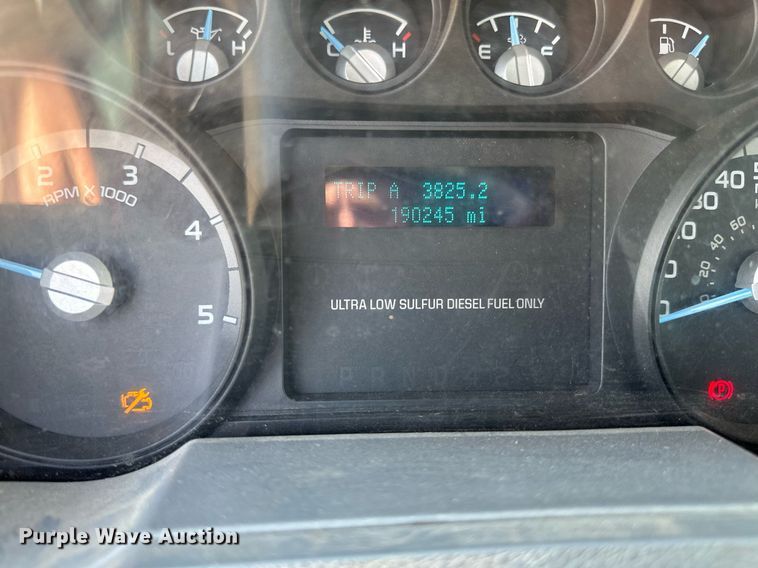 L H
C H
E F
2 3
RPM X 1000
4
5
TRIP A 3825.2
190245 mi
ULTRA LOW SULFUR DIESEL FUEL ONLY
40
20 40 60
0
Purple Wave Auction